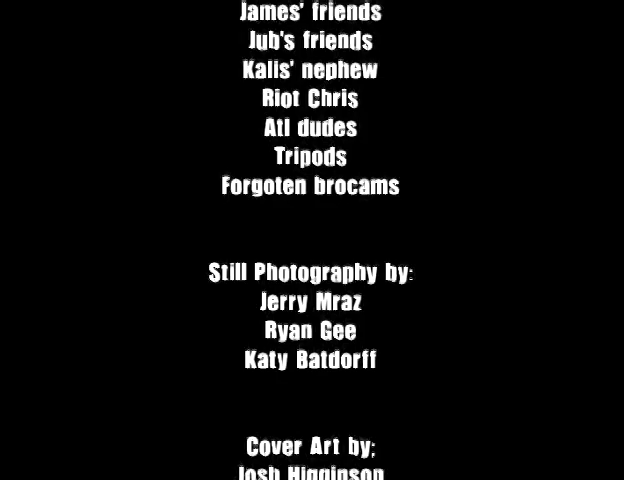 James' friends
Jub's friends
Kalis' nephew
Riot Chris
Atl dudes
Tripods
Forgoten brocams
Still Photography by:
Jerry Mraz
Ryan Gee
Katy Batdorff
Cover Art by;
Josh Higginson